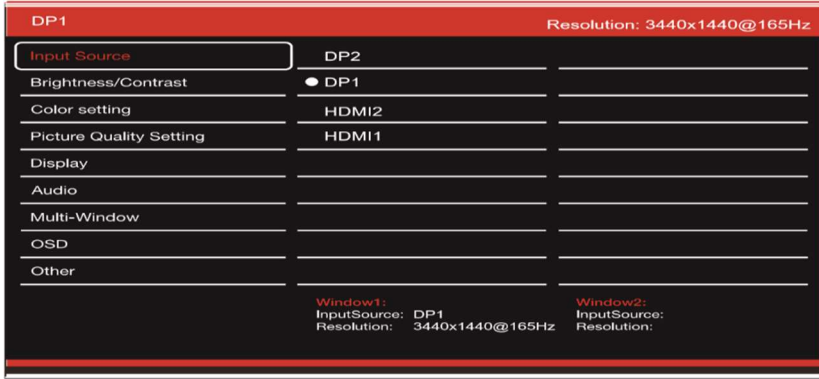 DP1 Resolution: 3440x1440@165Hz
Input Source DP2
Brightness/Contrast DP1
Color setting HDMI2
Picture Quality Setting HDMI1
Display
Audio
Multi-Window
OSD
Other
Window1: Window2:
InputSource: DP1 InputSource:
Resolution: 3440x1440@165Hz Resolution: